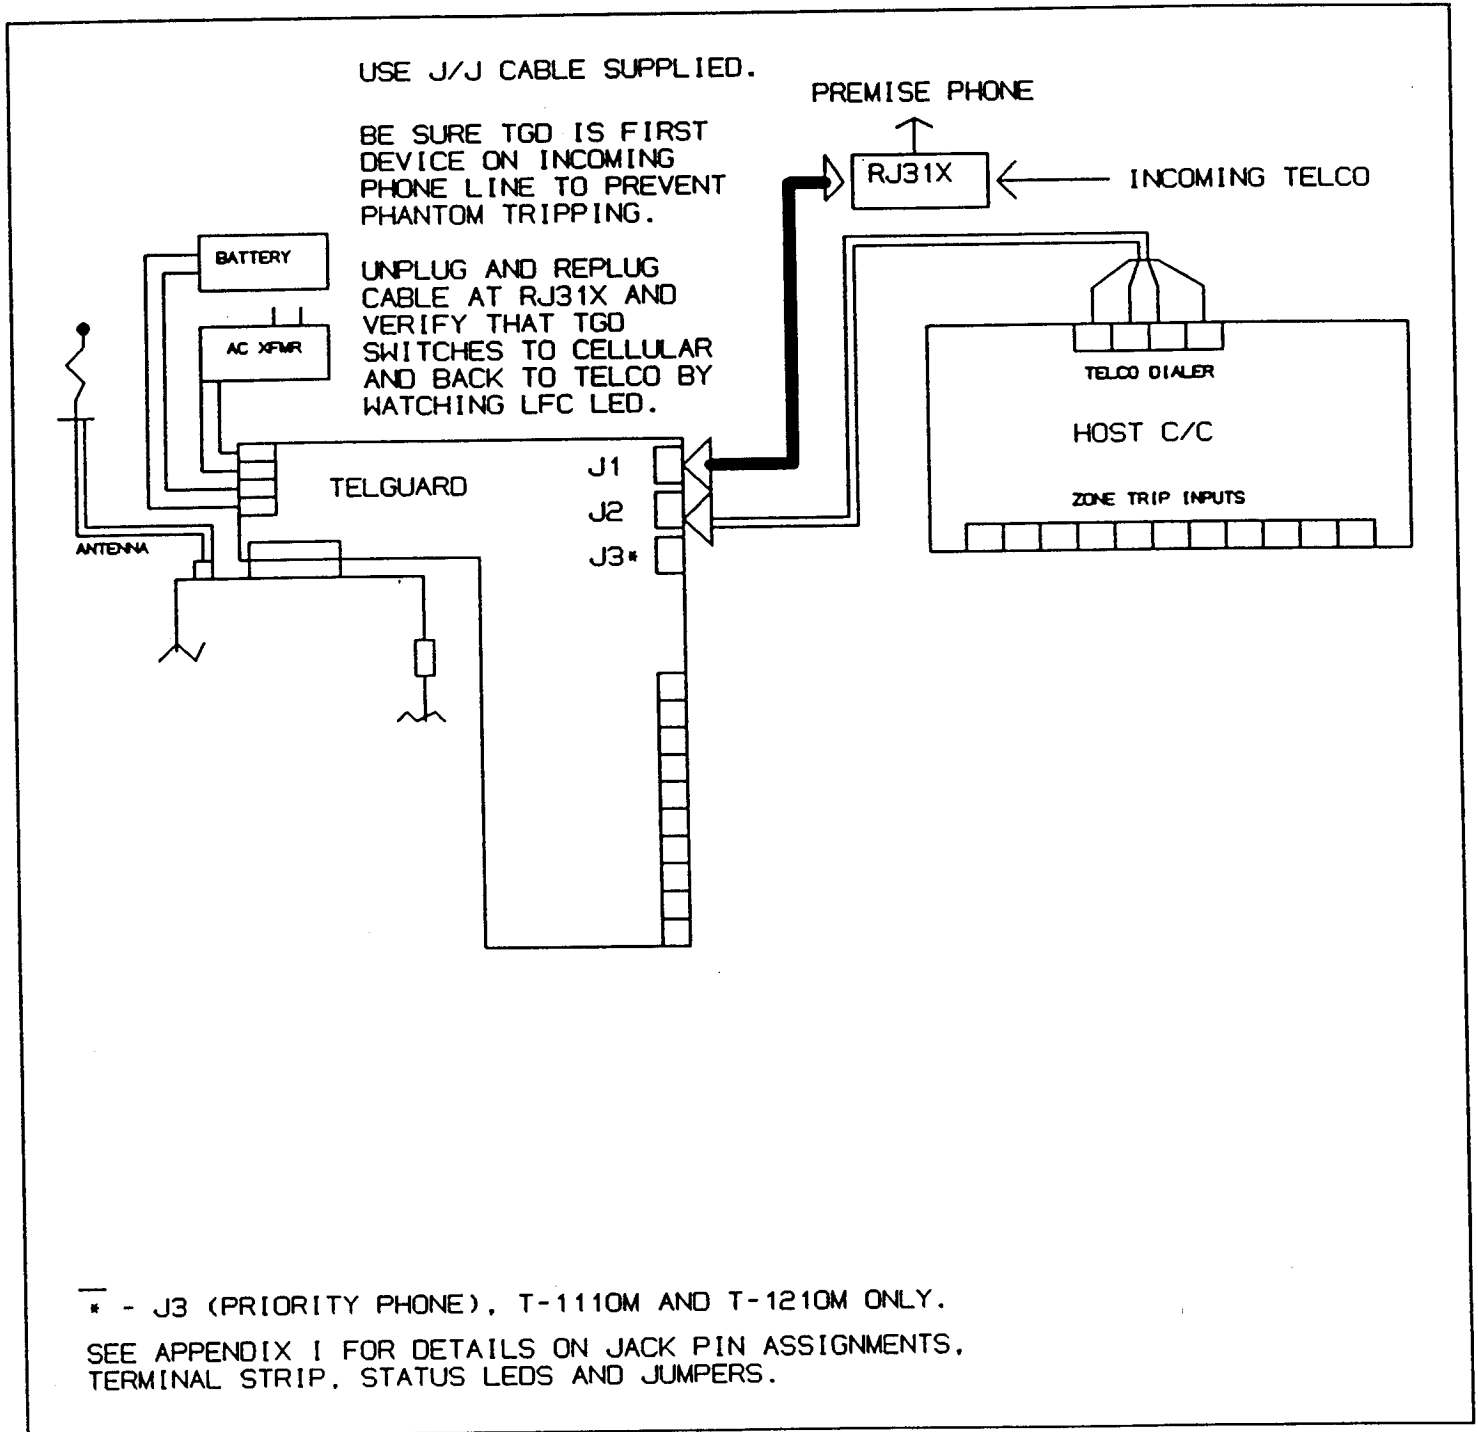 USE J/J CABLE SUPPLIED.
BE SURE TGD IS FIRST
DEVICE ON INCOMING
PHONE LINE TO PREVENT
PHANTOM TRIPPING.
UNPLUG AND REPLUG
CABLE AT RJ31X AND
VERIFY THAT TGD
SWITCHES TO CELLULAR
AND BACK TO TELCO BY
WATCHING LFC LED.
PREMISE PHONE
RJ31X
INCOMING TELCO
BATTERY
AC XFMR
ANTENNA
TELGUARD
J1
J2
J3*
TELCO DIALER
HOST C/C
ZONE TRIP INPUTS
* - J3 (PRIORITY PHONE), T-1110M AND T-1210M ONLY.
SEE APPENDIX I FOR DETAILS ON JACK PIN ASSIGNMENTS,
TERMINAL STRIP, STATUS LEDS AND JUMPERS.